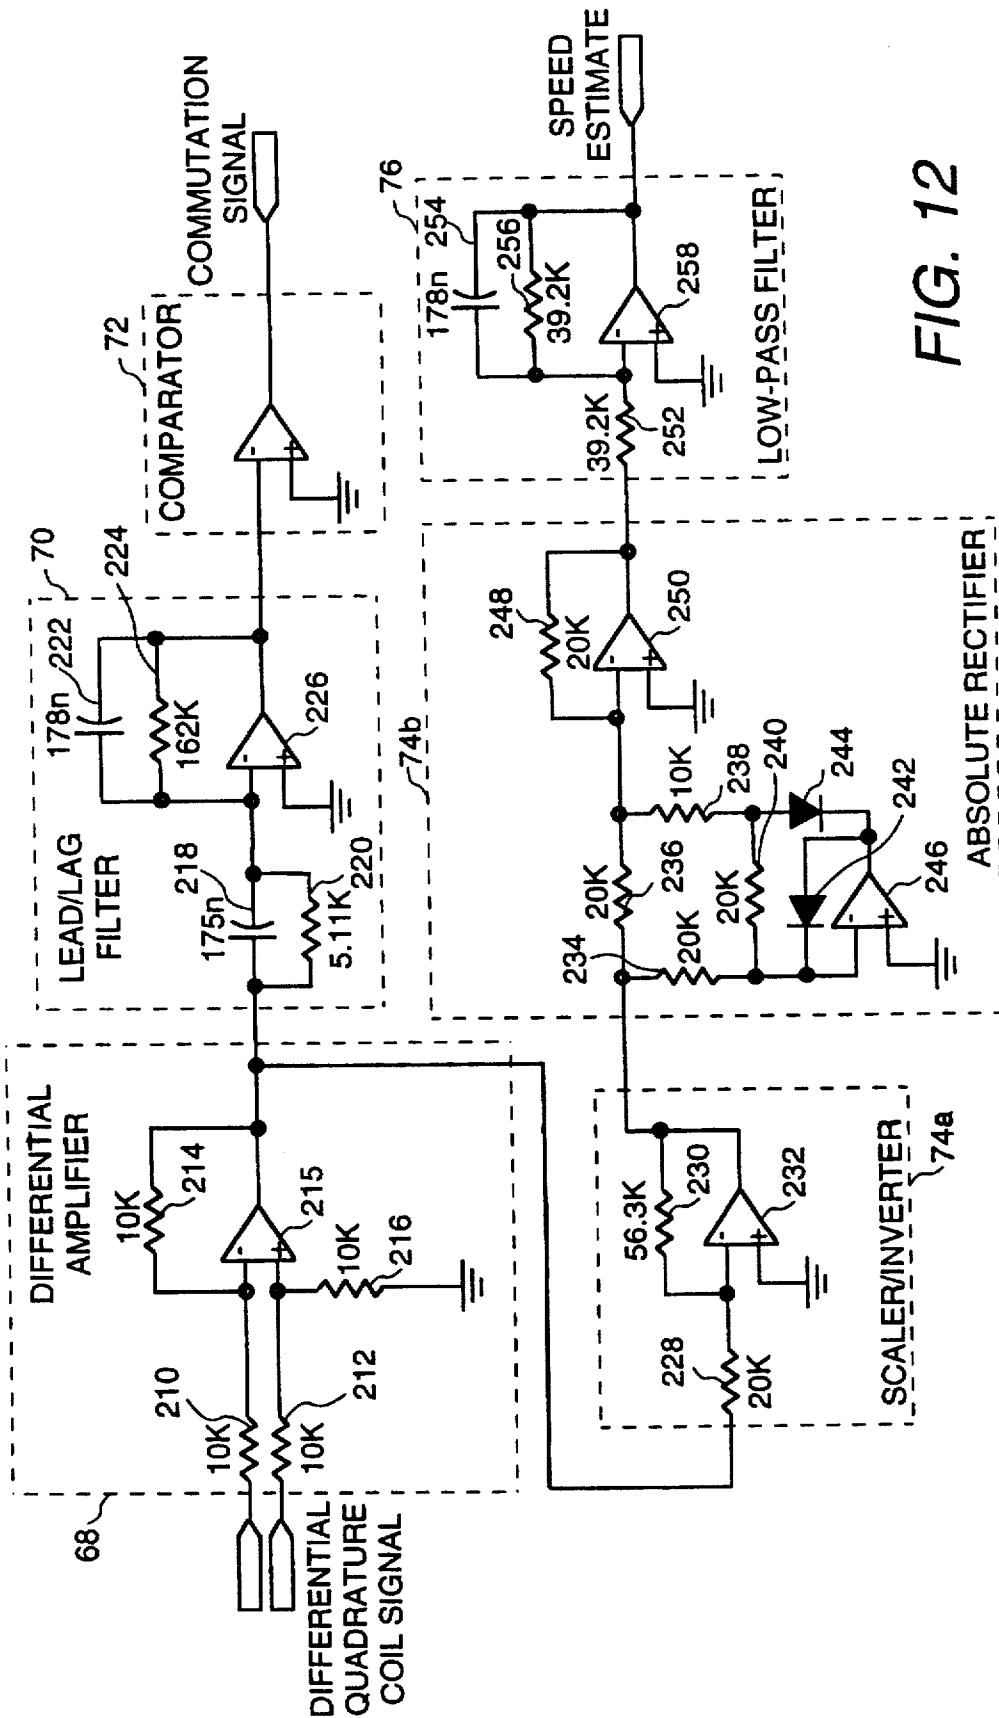 DIFFERENTIAL
QUADRATURE
COIL SIGNAL
68
DIFFERENTIAL
AMPLIFIER
10K
210
10K
212
10K
214
215
10K
216
LEAD/LAG
FILTER
70
175n
218
5.11K
220
178n
222
224
162K
226
COMPARATOR
72
COMMUTATION
SIGNAL
SCALER/INVERTER
74a
228
20K
56.3K
230
232
74b
234
20K
20K
236
10K
238
20K
240
242
244
246
248
20K
250
ABSOLUTE RECTIFIER
76
39.2K
252
178n
254
256
39.2K
258
LOW-PASS FILTER
SPEED
ESTIMATE
FIG. 12